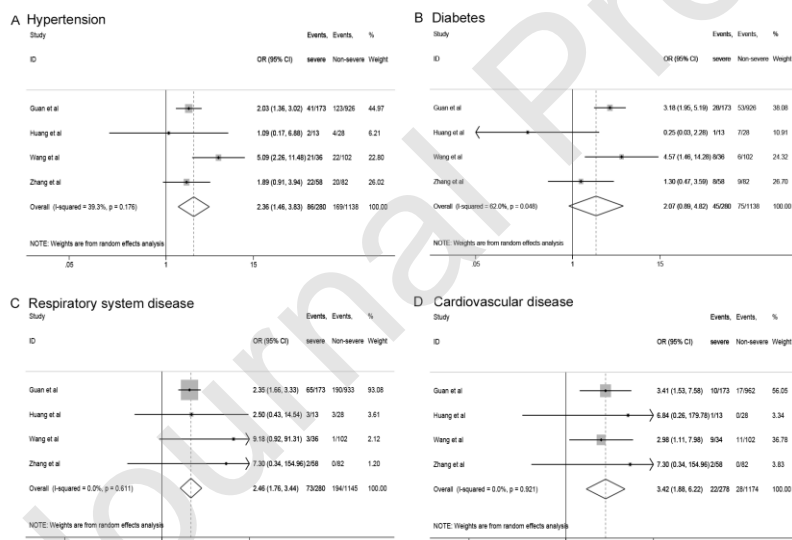 A Hypertension
Study Events, Events, %
ID OR (95% CI) severe Non-severe Weight
Guan et al 2.03 (1.36, 3.02) 41/173 123/926 44.97
Huang et al 1.09 (0.17, 6.88) 2/13 4/28 6.21
Wang et al 5.09 (2.26, 11.48) 21/36 22/102 22.80
Zhang et al 1.89 (0.91, 3.94) 22/58 20/82 26.02
Overall (I-squared = 39.3%, p = 0.176) 2.36 (1.46, 3.83) 86/280 169/1138 100.00
NOTE: Weights are from random effects analysis
.05 1 15
B Diabetes
Study Events, Events, %
ID OR (95% CI) severe Non-severe Weight
Guan et al 3.18 (1.95, 5.19) 28/173 53/926 38.08
Huang et al 0.25 (0.03, 2.28) 1/13 7/28 10.91
Wang et al 4.57 (1.46, 14.28) 8/36 6/102 24.32
Zhang et al 1.30 (0.47, 3.59) 8/58 9/82 26.70
Overall (I-squared = 62.0%, p = 0.048) 2.07 (0.89, 4.82) 45/280 75/1138 100.00
NOTE: Weights are from random effects analysis
.05 1 15
C Respiratory system disease
Study Events, Events, %
ID OR (95% CI) severe Non-severe Weight
Guan et al 2.35 (1.66, 3.33) 65/173 190/933 93.08
Huang et al 2.50 (0.43, 14.54) 3/13 3/28 3.61
Wang et al 9.18 (0.92, 91.31) 3/36 1/102 2.12
Zhang et al 7.30 (0.34, 154.96) 2/58 0/82 1.20
Overall (I-squared = 0.0%, p = 0.611) 2.46 (1.76, 3.44) 73/280 194/1145 100.00
NOTE: Weights are from random effects analysis
D Cardiovascular disease
Study Events, Events, %
ID OR (95% CI) severe Non-severe Weight
Guan et al 3.41 (1.53, 7.58) 10/173 17/962 56.05
Huang et al 6.84 (0.26, 179.78) 1/13 0/28 3.34
Wang et al 2.98 (1.11, 7.98) 9/34 11/102 36.78
Zhang et al 7.30 (0.34, 154.96) 2/58 0/82 3.83
Overall (I-squared = 0.0%, p = 0.921) 3.42 (1.88, 6.22) 22/278 28/1174 100.00
NOTE: Weights are from random effects analysis
Journal Pre